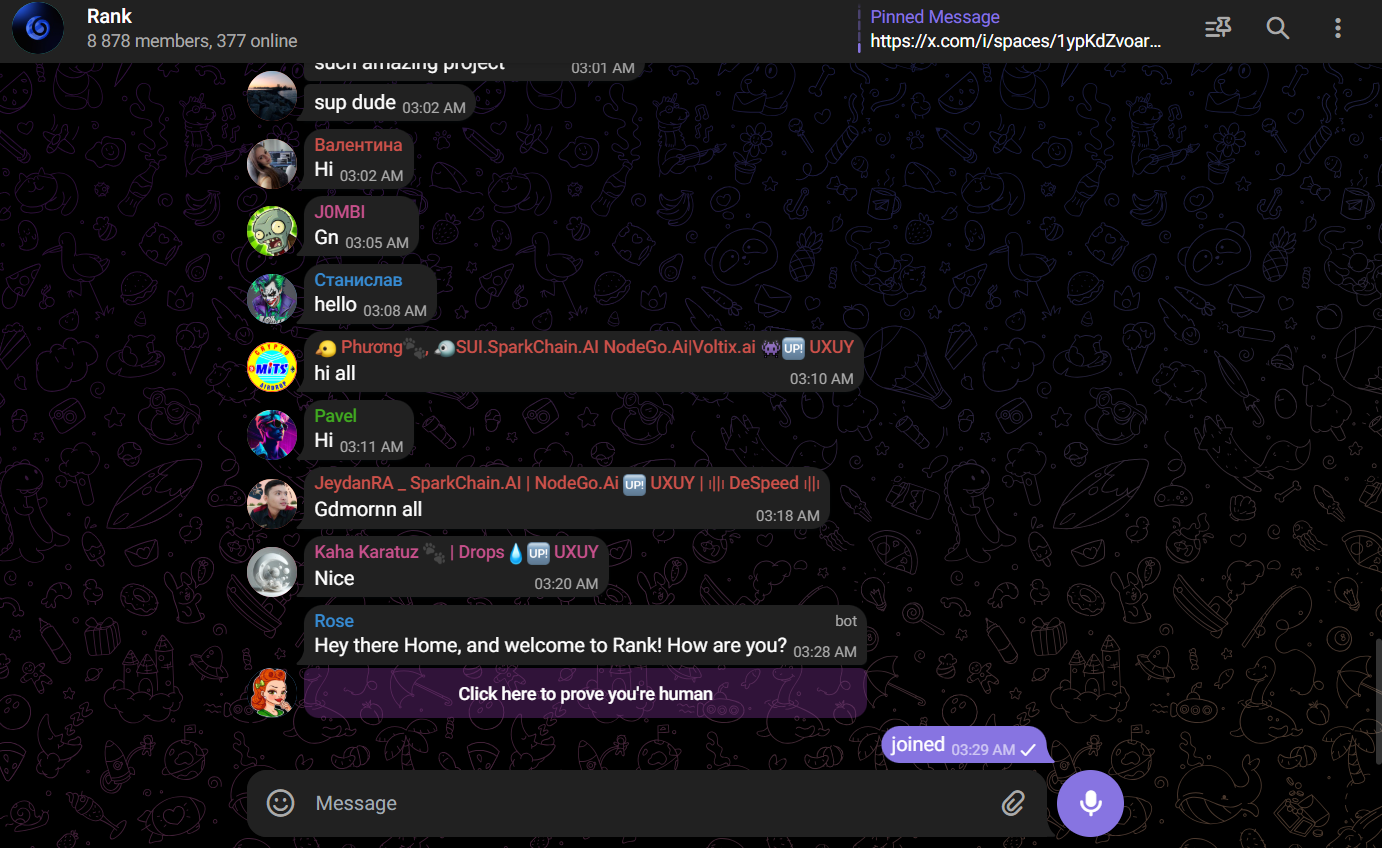 Rank
8 878 members, 377 online
Pinned Message
https://x.com/i/spaces/1ypKdZvoar...
such amazing project 03:01 AM
sup dude 03:02 AM
Валентина
Hi 03:02 AM
J0MBI
Gn 03:05 AM
Станислав
hello 03:08 AM
🐤 Phương🐾, 🐦SUI.SparkChain.AI NodeGo.Ai|Voltix.ai 👾🆙 UXUY
hi all 03:10 AM
CRYPTO
MiTS
AIRDROP
Pavel
Hi 03:11 AM
JeydanRA _ SparkChain.AI | NodeGo.Ai 🆙 UXUY | ı||ı DeSpeed ı||ı
Gdmornn all 03:18 AM
Kaha Karatuz 🐾 | Drops💧🆙 UXUY
Nice 03:20 AM
Rose bot
Hey there Home, and welcome to Rank! How are you? 03:28 AM
Click here to prove you're human
joined 03:29 AM
Message